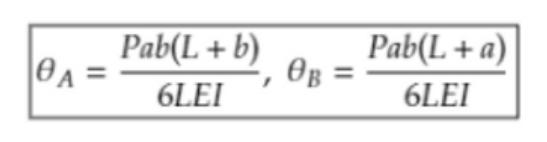 θ_A = Pab(L + b) / 6LEI , θ_B = Pab(L + a) / 6LEI